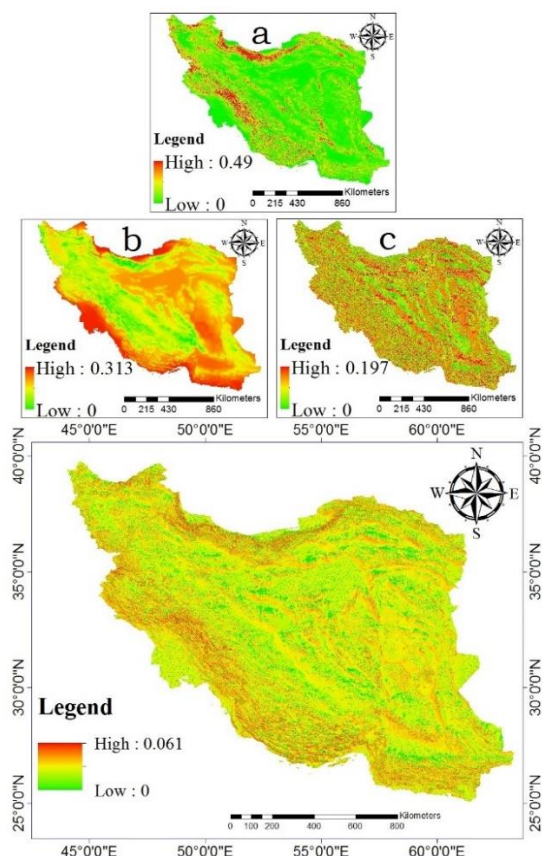 a
N
W E
S
Legend
High : 0.49
Low : 0
Kilometers
0 215 430 860
b
N
W E
S
Legend
High : 0.313
Low : 0
Kilometers
0 215 430 860
c
N
W E
S
Legend
High : 0.197
Low : 0
Kilometers
0 215 430 860
45°0'0"E 50°0'0"E 55°0'0"E 60°0'0"E
40°0'0"N
35°0'0"N
30°0'0"N
25°0'0"N
N
W E
S
40°0'0"N
35°0'0"N
30°0'0"N
25°0'0"N
Legend
High : 0.061
Low : 0
Kilometers
0 100 200 400 600 800
45°0'0"E 50°0'0"E 55°0'0"E 60°0'0"E